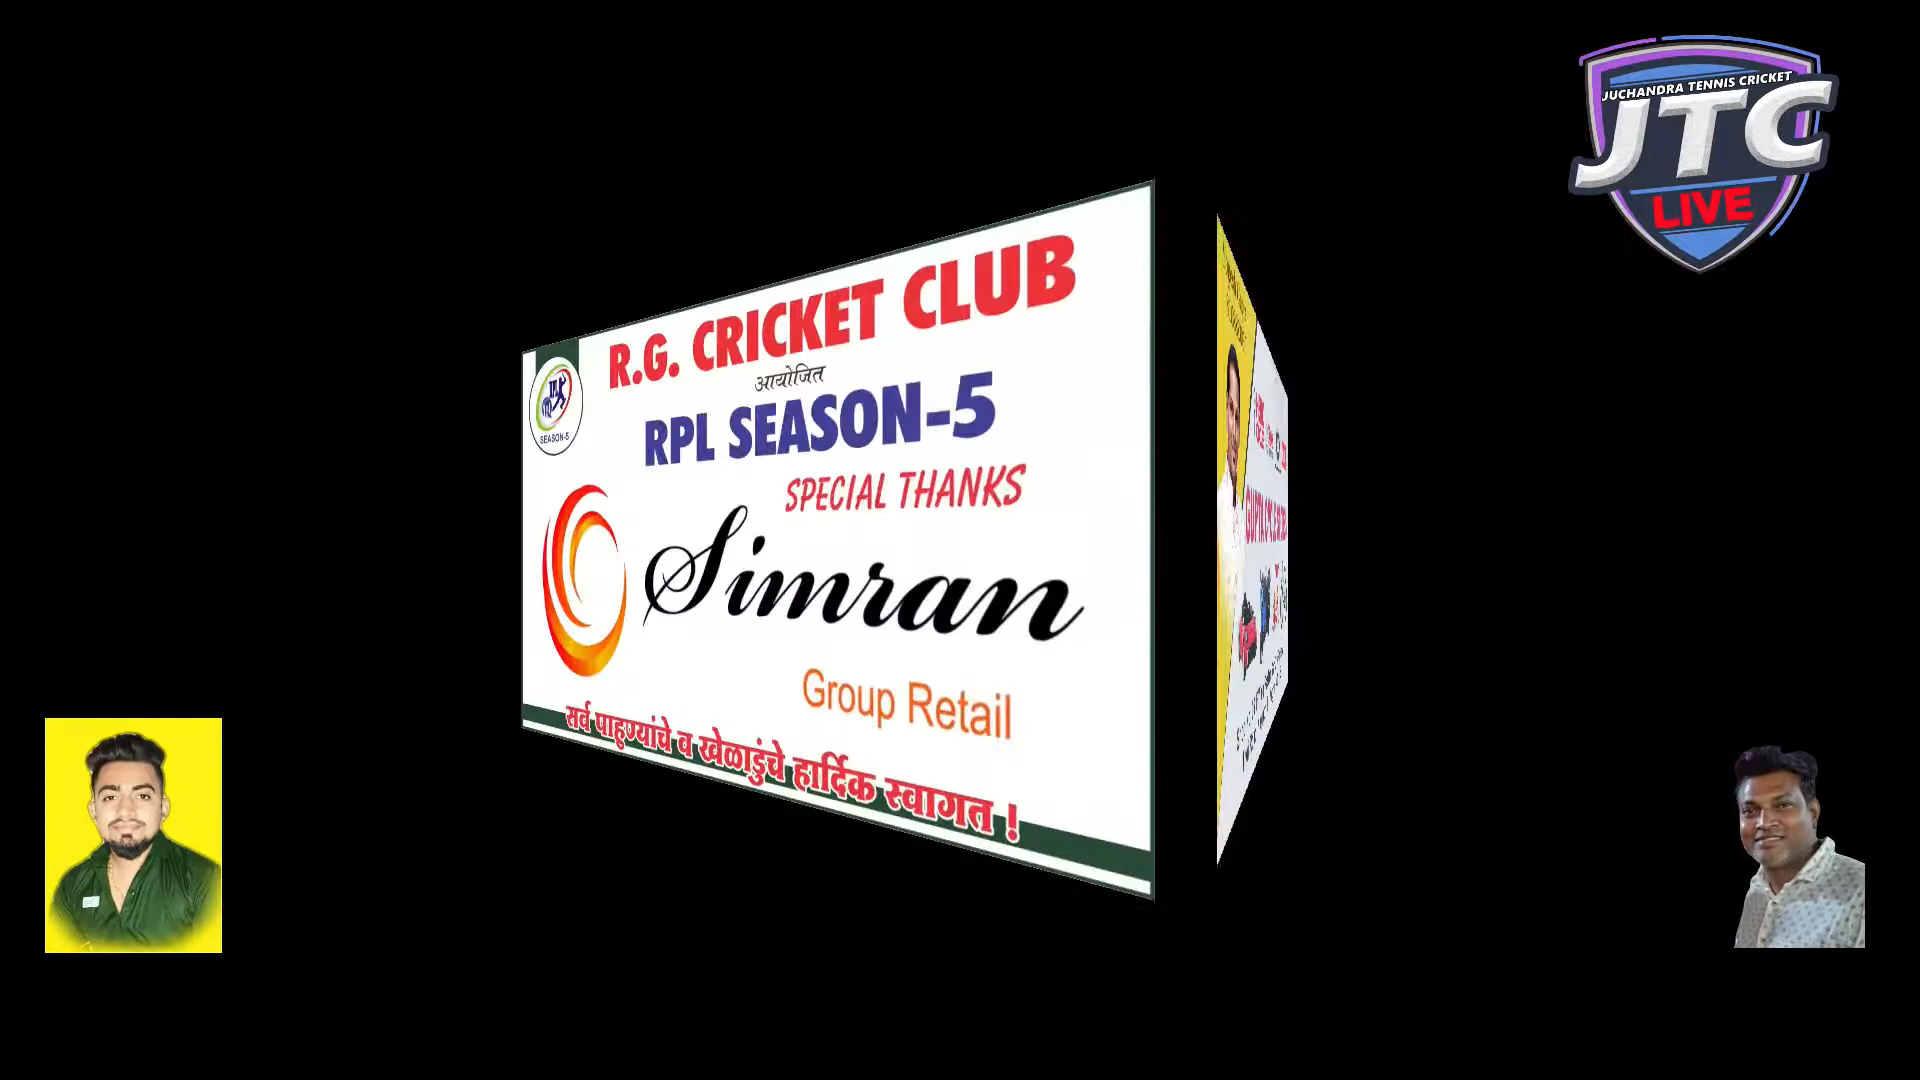 JUCHANDRA TENNIS CRICKET
JTC
LIVE
R.G. CRICKET CLUB
आयोजित
RPL SEASON-5
SEASON-5
SPECIAL THANKS
Simran
Group Retail
सर्व पाहुण्यांचे व खेळाडुंचे हार्दिक स्वागत !